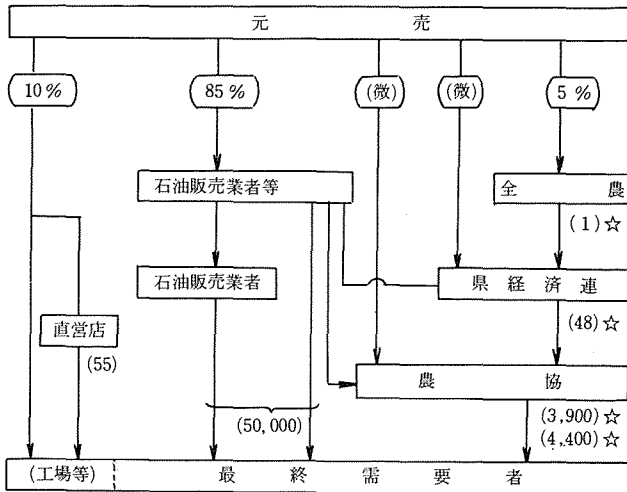 元売
10% 85% (微) (微) 5%
石油販売業者等 全農
(1)☆
石油販売業者 県経済連
(48)☆
直営店
(55)
農協
(50,000) (3,900)☆
(4,400)☆
(工場等) 最終需要者